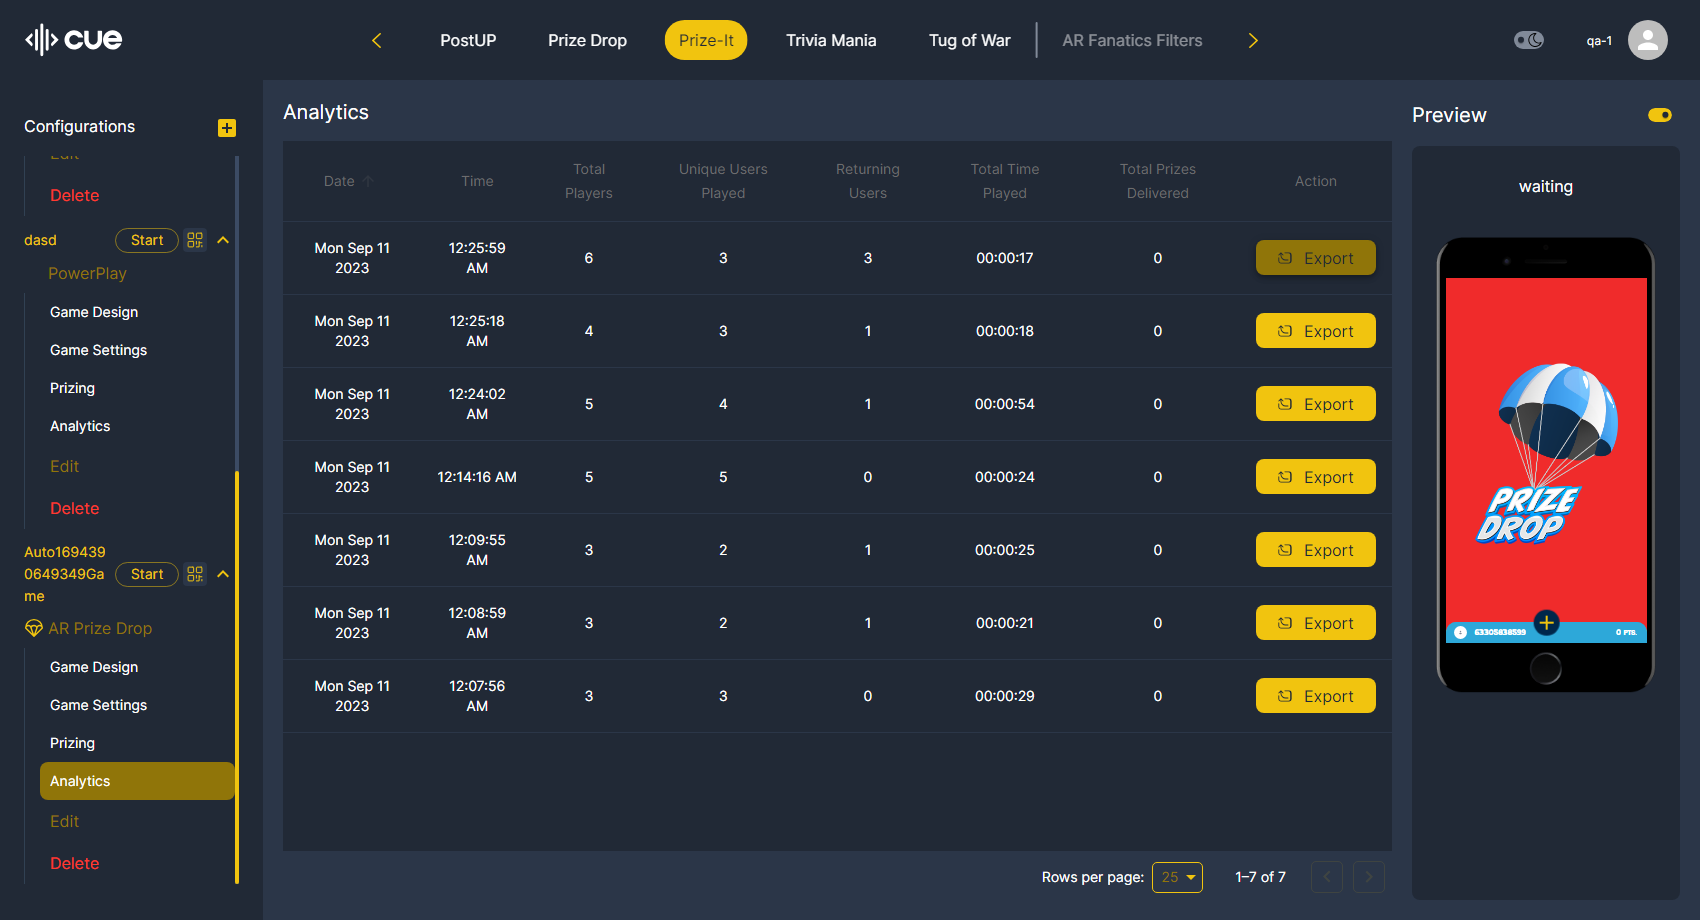 cue
PostUP
Prize Drop
Prize-It
Trivia Mania
Tug of War
AR Fanatics Filters
qa-1
Configurations
Edit
Delete
dasd
Start
PowerPlay
Game Design
Game Settings
Prizing
Analytics
Edit
Delete
Auto169439
0649349Ga
me
Start
AR Prize Drop
Game Design
Game Settings
Prizing
Analytics
Edit
Delete
Analytics
Date
Time
Total
Players
Unique Users
Played
Returning
Users
Total Time
Played
Total Prizes
Delivered
Action
Mon Sep 11
2023
12:25:59
AM
6
3
3
00:00:17
0
Export
Mon Sep 11
2023
12:25:18
AM
4
3
1
00:00:18
0
Export
Mon Sep 11
2023
12:24:02
AM
5
4
1
00:00:54
0
Export
Mon Sep 11
2023
12:14:16 AM
5
5
0
00:00:24
0
Export
Mon Sep 11
2023
12:09:55
AM
3
2
1
00:00:25
0
Export
Mon Sep 11
2023
12:08:59
AM
3
2
1
00:00:21
0
Export
Mon Sep 11
2023
12:07:56
AM
3
3
0
00:00:29
0
Export
Rows per page:
25
1–7 of 7
Preview
waiting
PRIZE
DROP
0 PTS.